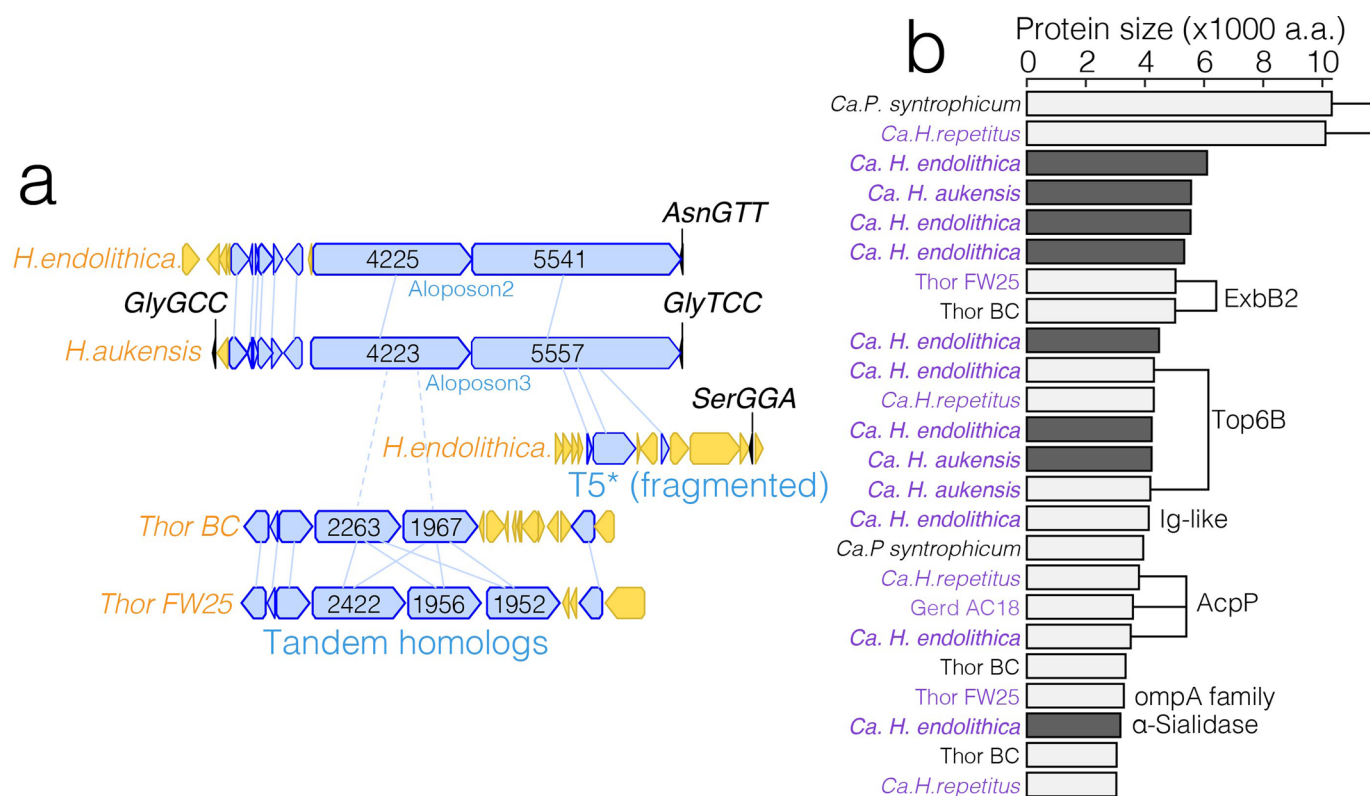 a
AsnGTT
H.endolithica.
4225
5541
Aloposon2
GlyGCC
GlyTCC
H.aukensis
4223
5557
Aloposon3
SerGGA
H.endolithica.
T5* (fragmented)
Thor BC
2263
1967
Thor FW25
2422
1956
1952
Tandem homologs
b
Protein size (x1000 a.a.)
0 2 4 6 8 10
Ca.P. syntrophicum
Ca.H.repetitus
Ca. H. endolithica
Ca. H. aukensis
Ca. H. endolithica
Ca. H. endolithica
Thor FW25
ExbB2
Thor BC
Ca. H. endolithica
Ca. H. endolithica
Ca.H.repetitus
Top6B
Ca. H. endolithica
Ca. H. aukensis
Ca. H. aukensis
Ca. H. endolithica
Ig-like
Ca.P syntrophicum
Ca.H.repetitus
Gerd AC18
AcpP
Ca. H. endolithica
Thor BC
Thor FW25
ompA family
Ca. H. endolithica
α-Sialidase
Thor BC
Ca.H.repetitus